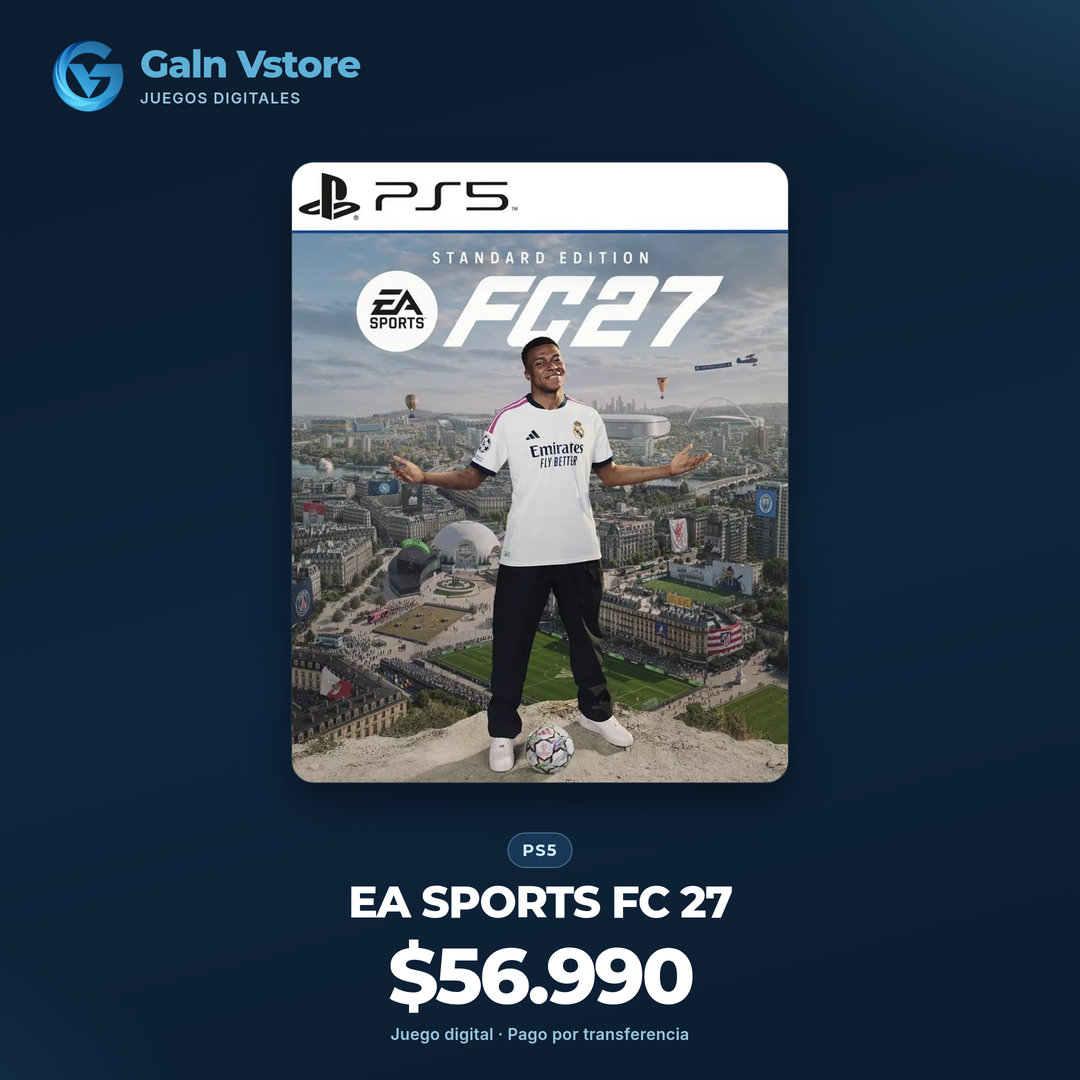 Galn Vstore
JUEGOS DIGITALES
PS5
STANDARD EDITION
EA SPORTS FC27
Emirates
FLY BETTER
PS5
EA SPORTS FC 27
$56.990
Juego digital · Pago por transferencia